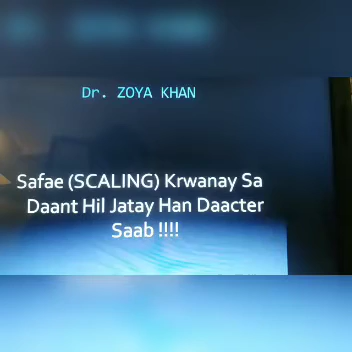 Dr. ZOYA KHAN
Safae (SCALING) Krwanay Sa
Daant Hil Jatay Han Daacter
Saab !!!!